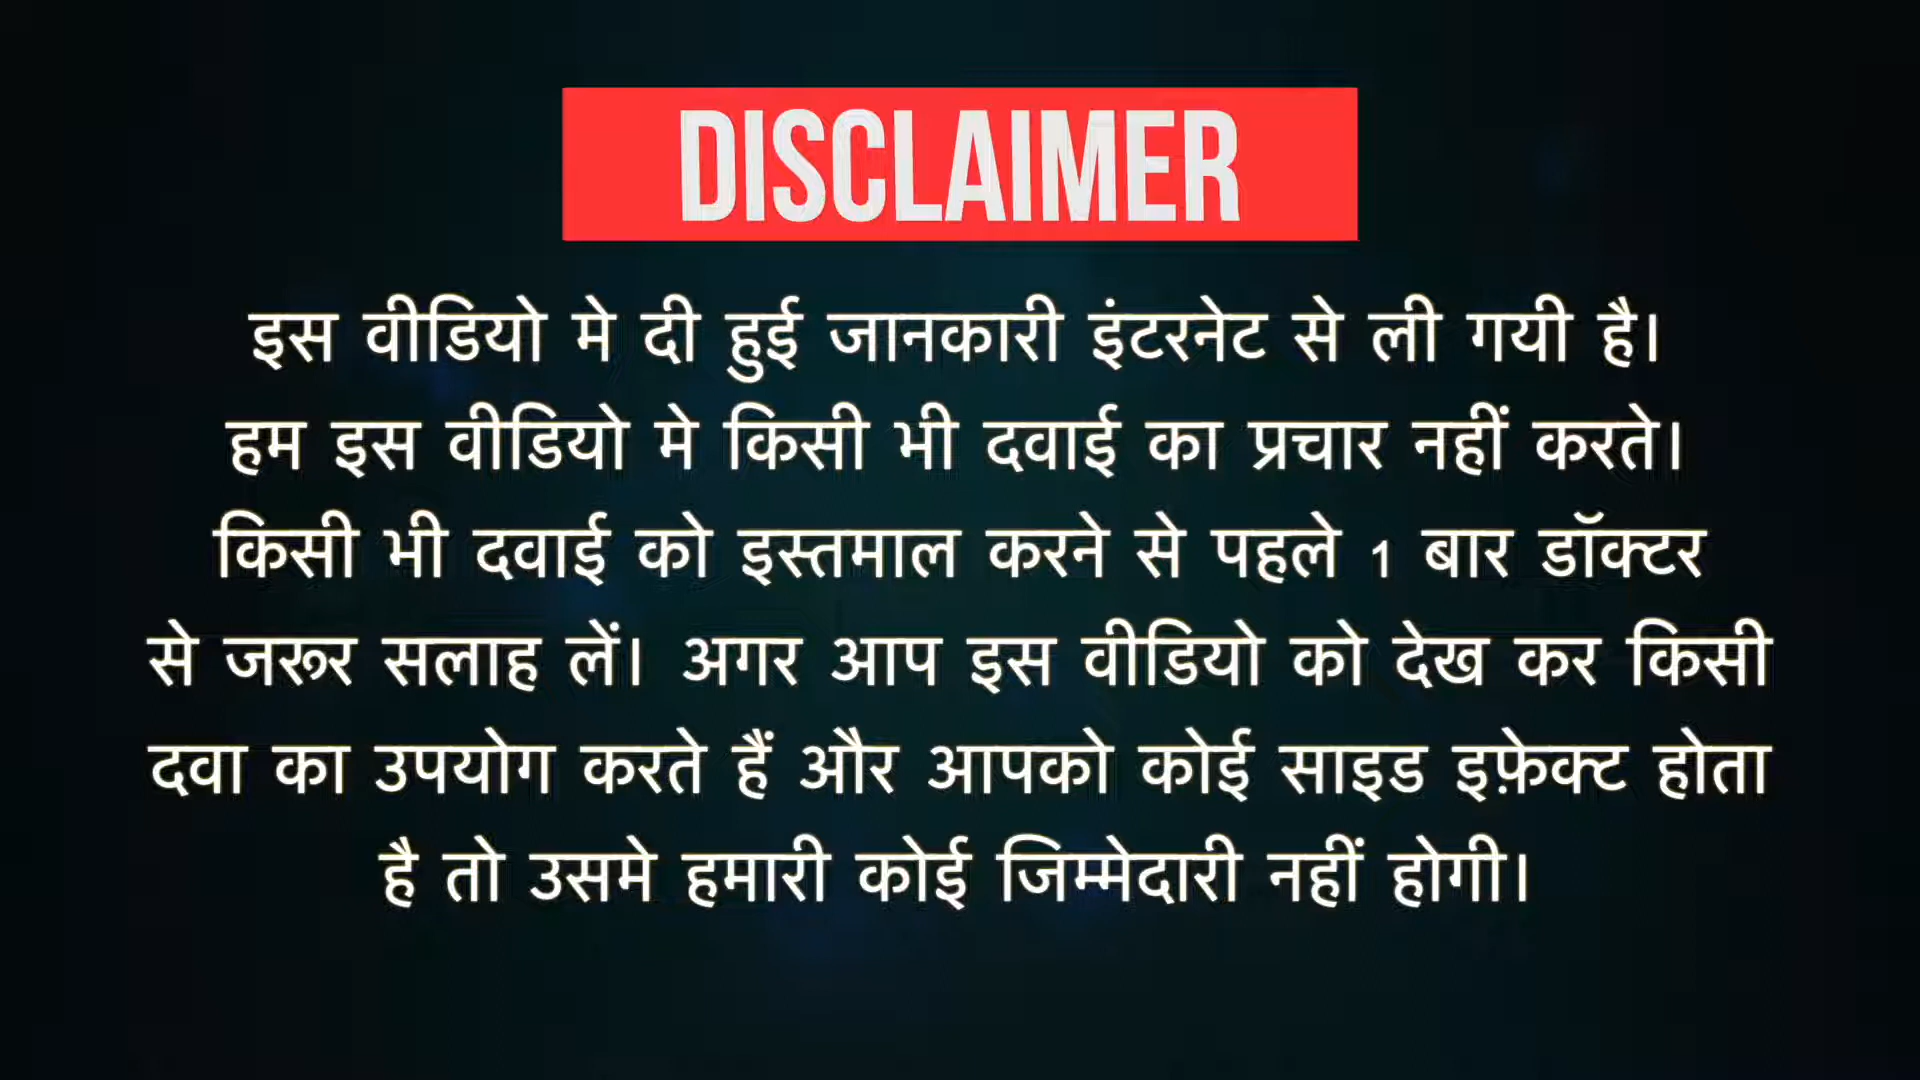 DISCLAIMER
इस वीडियो मे दी हुई जानकारी इंटरनेट से ली गयी है।
हम इस वीडियो मे किसी भी दवाई का प्रचार नहीं करते।
किसी भी दवाई को इस्तमाल करने से पहले 1 बार डॉक्टर
से जरूर सलाह लें। अगर आप इस वीडियो को देख कर किसी
दवा का उपयोग करते हैं और आपको कोई साइड इफ़ेक्ट होता
है तो उसमे हमारी कोई जिम्मेदारी नहीं होगी।